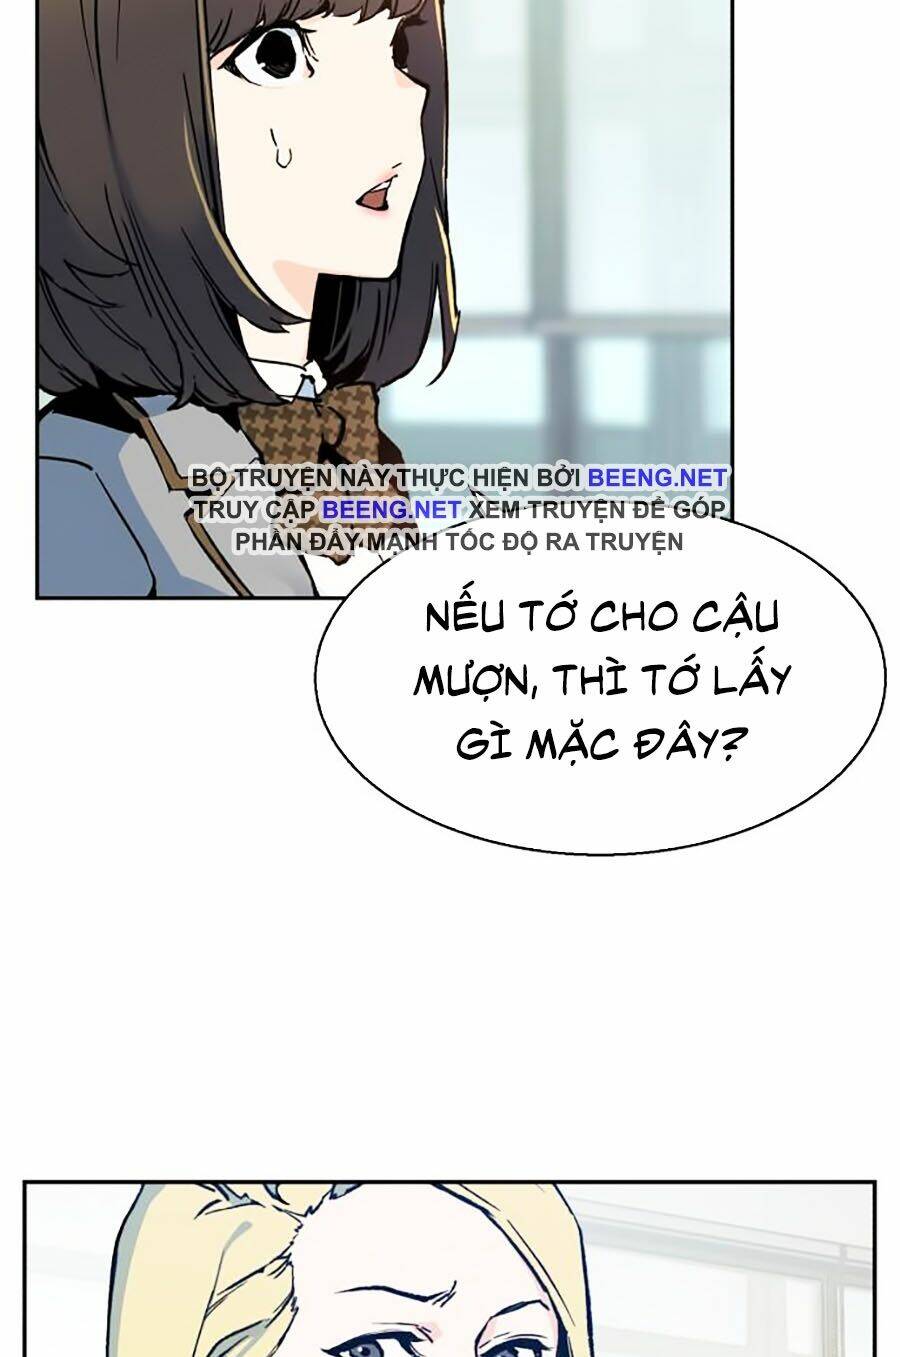 BỘ TRUYỆN NÀY THỰC HIỆN BỞI BEENG.NET
TRUY CẬP BEENG.NET XEM TRUYỆN ĐỂ GÓP
PHẦN ĐẨY MẠNH TỐC ĐỘ RA TRUYỆN
NẾU TỚ CHO CẬU
MƯỢN, THÌ TỚ LẤY
GÌ MẶC ĐÂY?